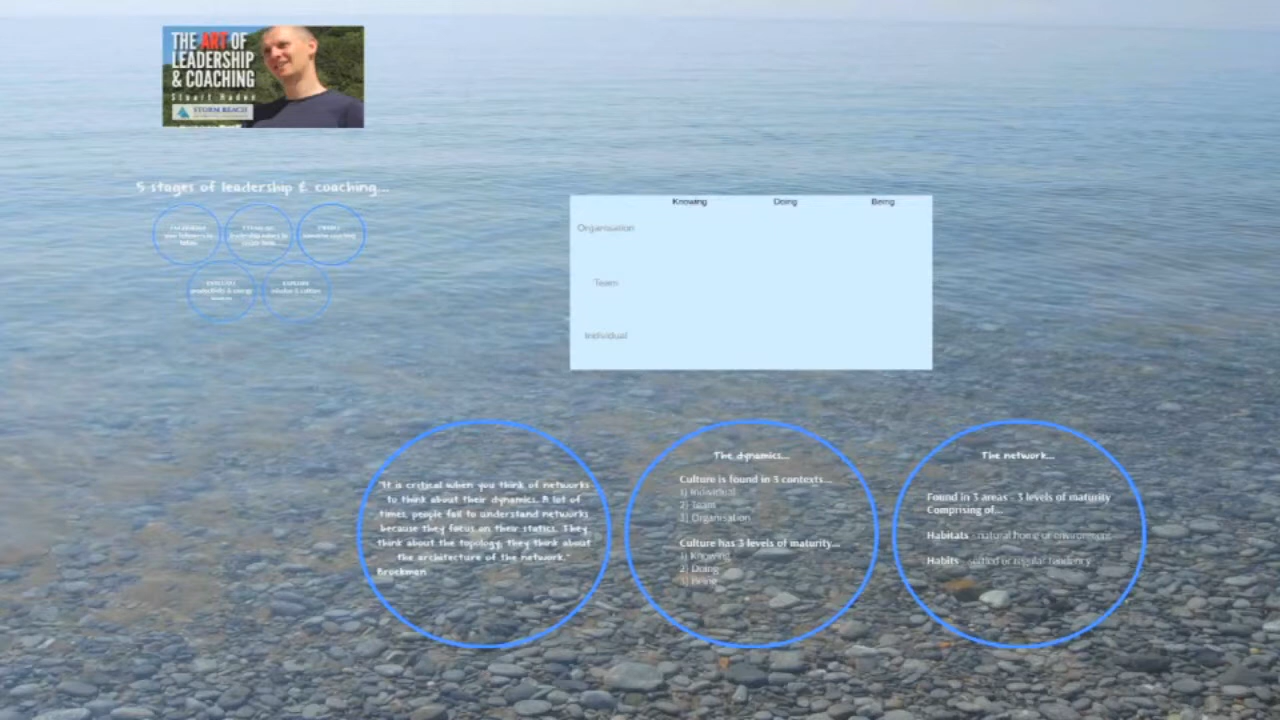 THE ART OF
LEADERSHIP
& COACHING
STORM BEACH
5 stages of leadership & coaching...
productivity & energy
EXPLORE
Knowing Doing Being
Organisation
Team
Individual
"It is critical when you think of networks
to think about their dynamics. A lot of
times, people fail to understand networks
because they focus on their statics. They
think about the topology, they think about
the architecture of the network."
Brockman
The dynamics...
Culture is found in 3 contexts...
1) Individual
2) Team
3) Organisation
Culture has 3 levels of maturity...
1) Knowing
2) Doing
3) Being
The network...
Found in 3 areas - 3 levels of maturity
Comprising of...
Habitats - natural home or environment
Habits - settled or regular tendency